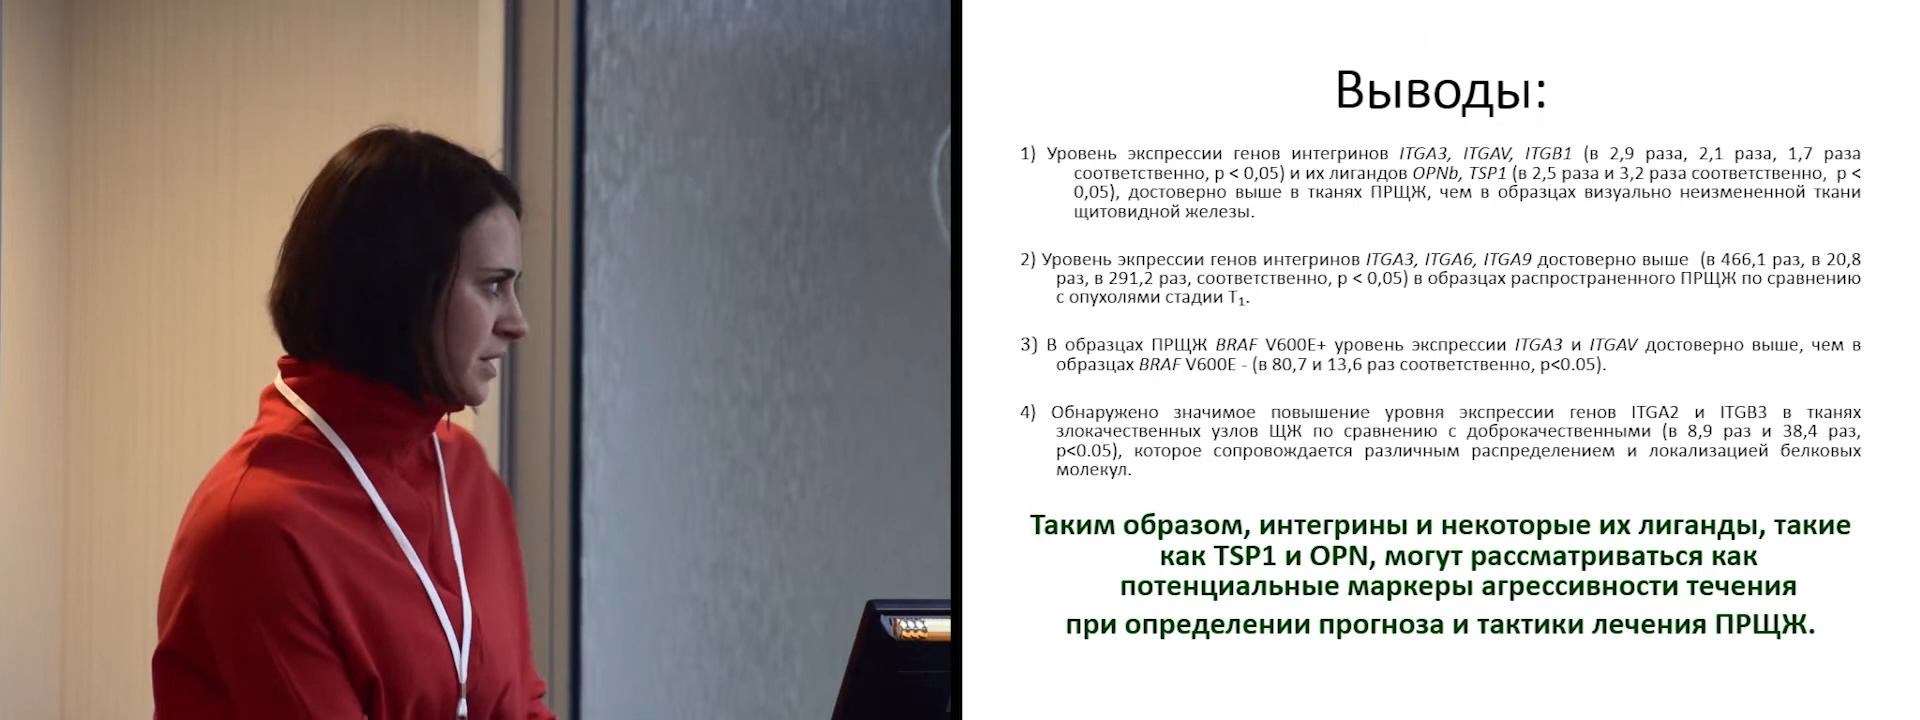 Выводы:
1) Уровень экспрессии генов интегринов ITGA3, ITGAV, ITGB1 (в 2,9 раза, 2,1 раза, 1,7 раза
соответственно, p < 0,05) и их лигандов OPNb, TSP1 (в 2,5 раза и 3,2 раза соответственно, p <
0,05), достоверно выше в тканях ПРЩЖ, чем в образцах визуально неизмененной ткани
щитовидной железы.
2) Уровень экпрессии генов интегринов ITGA3, ITGA6, ITGA9 достоверно выше (в 466,1 раз, в 20,8
раз, в 291,2 раз, соответственно, p < 0,05) в образцах распространенного ПРЩЖ по сравнению
с опухолями стадии T₁.
3) В образцах ПРЩЖ BRAF V600E+ уровень экспрессии ITGA3 и ITGAV достоверно выше, чем в
образцах BRAF V600E - (в 80,7 и 13,6 раз соответственно, p<0.05).
4) Обнаружено значимое повышение уровня экспрессии генов ITGA2 и ITGB3 в тканях
злокачественных узлов ЩЖ по сравнению с доброкачественными (в 8,9 раз и 38,4 раз,
p<0.05), которое сопровождается различным распределением и локализацией белковых
молекул.
Таким образом, интегрины и некоторые их лиганды, такие
как TSP1 и OPN, могут рассматриваться как
потенциальные маркеры агрессивности течения
при определении прогноза и тактики лечения ПРЩЖ.